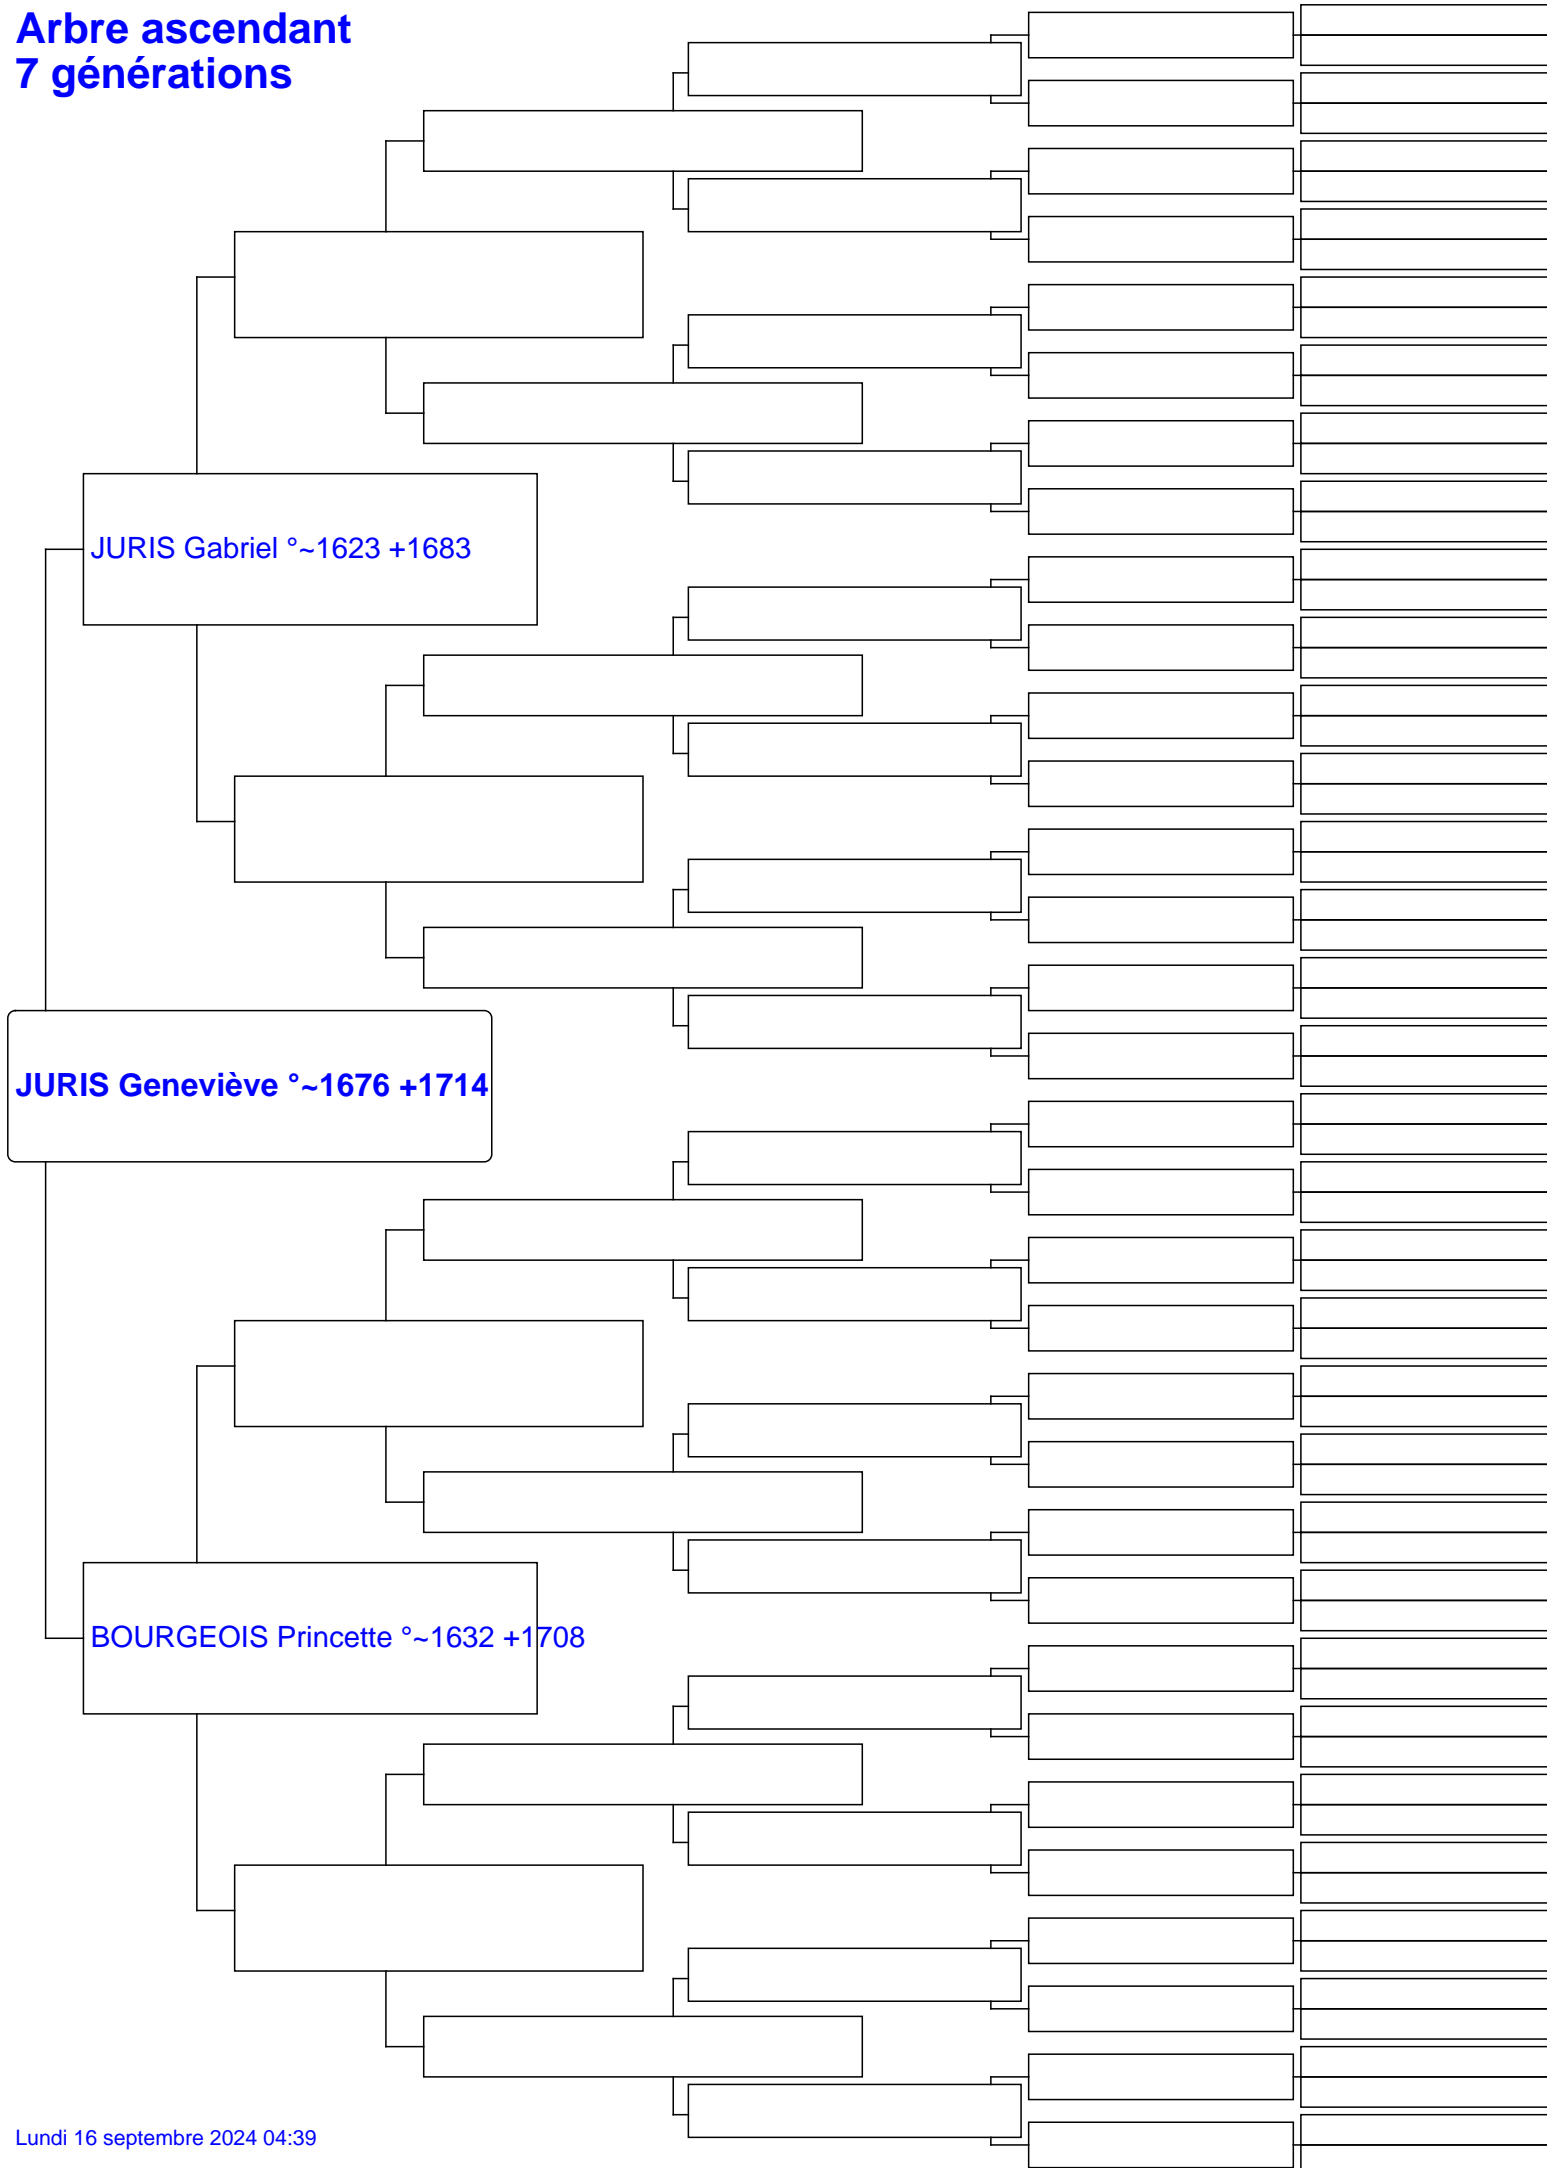 Arbre ascendant
7 générations
JURIS Gabriel °~1623 +1683
JURIS Geneviève °~1676 +1714
BOURGEOIS Princette °~1632 +1708
Lundi 16 septembre 2024 04:39